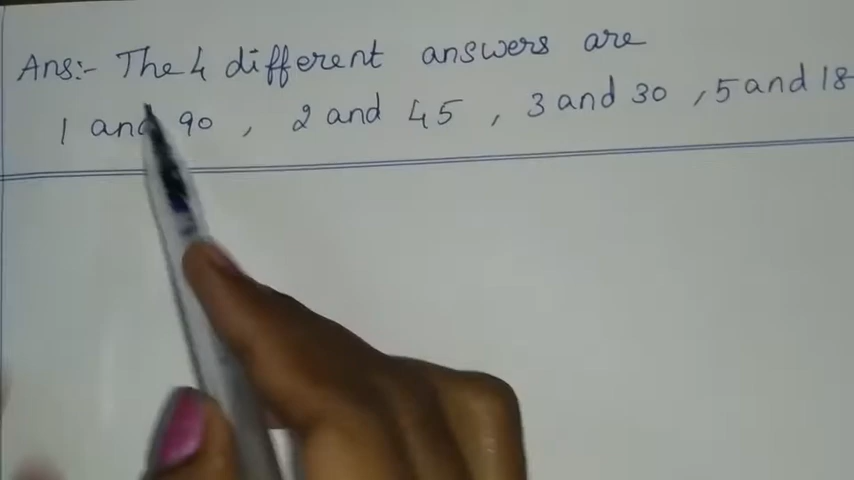 Ans:- The 4 different answers are
1 and 90 , 2 and 45 , 3 and 30 , 5 and 18